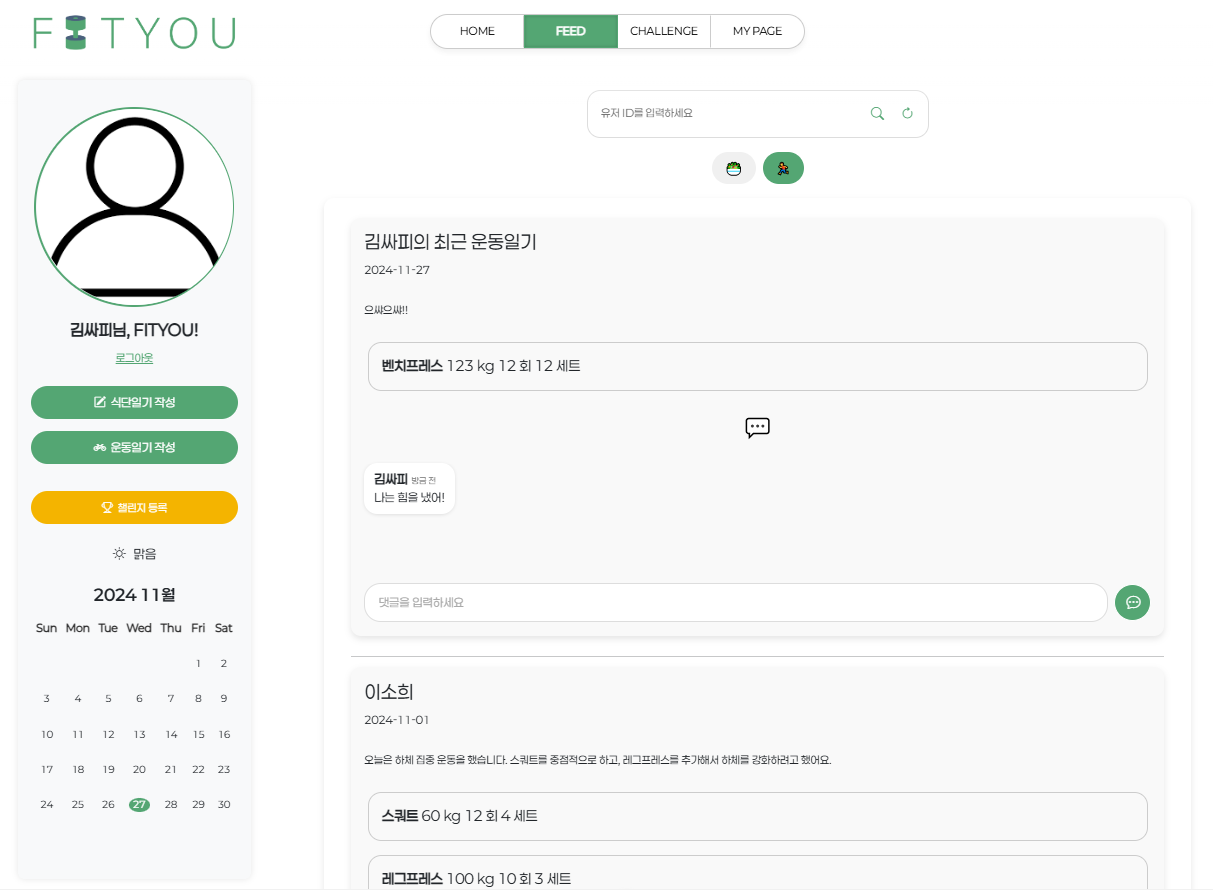 FITYOU
HOME FEED CHALLENGE MY PAGE
유저 ID를 입력하세요
김싸피님, FITYOU!
로그아웃
식단일기 작성
운동일기 작성
챌린지 등록
맑음
2024 11월
Sun Mon Tue Wed Thu Fri Sat
1 2
3 4 5 6 7 8 9
10 11 12 13 14 15 16
17 18 19 20 21 22 23
24 25 26 27 28 29 30
김싸피의 최근 운동일기
2024-11-27
으쌰으쌰!!
벤치프레스 123 kg 12 회 12 세트
김싸피 방금 전
나는 힘을 냈어!
댓글을 입력하세요
이소희
2024-11-01
오늘은 하체 집중 운동을 했습니다. 스쿼트를 중점적으로 하고, 레그프레스를 추가해서 하체를 강화하려고 했어요.
스쿼트 60 kg 12 회 4 세트
레그프레스 100 kg 10 회 3 세트